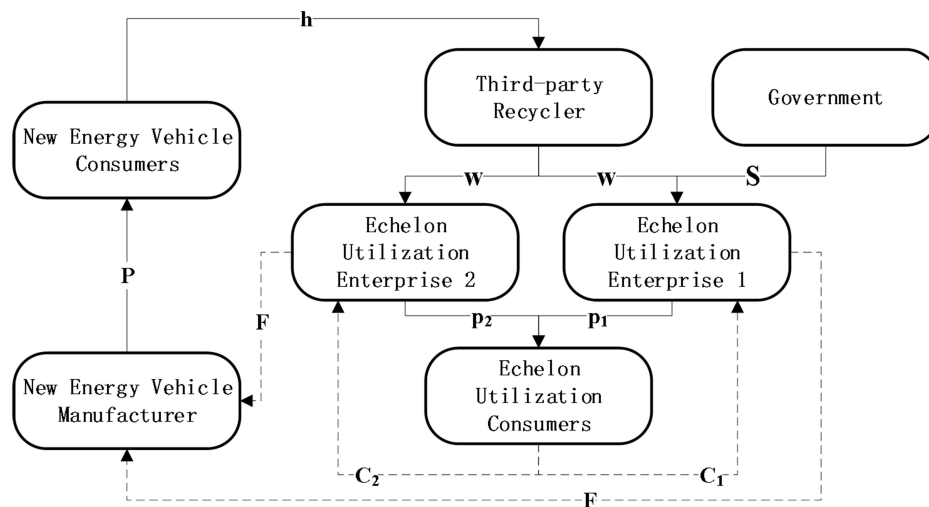 h
Third-party
Recycler
Government
New Energy Vehicle
Consumers
w
w
S
Echelon
Utilization
Enterprise 2
Echelon
Utilization
Enterprise 1
P
F
p₂
p₁
New Energy Vehicle
Manufacturer
Echelon
Utilization
Consumers
C₂
C₁
F